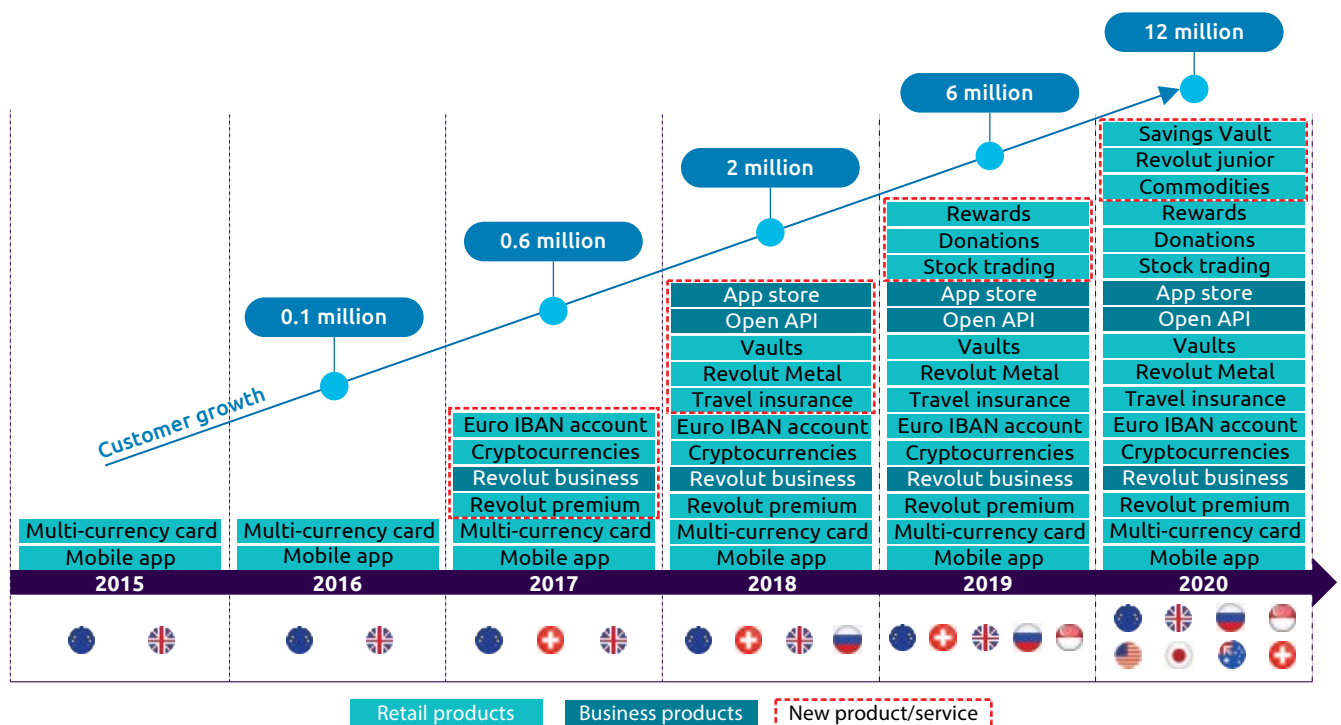 12 million
6 million
2 million
0.6 million
0.1 million
Customer growth
Multi-currency card
Mobile app
2015
Multi-currency card
Mobile app
2016
Euro IBAN account
Cryptocurrencies
Revolut business
Revolut premium
Multi-currency card
Mobile app
2017
App store
Open API
Vaults
Revolut Metal
Travel insurance
Euro IBAN account
Cryptocurrencies
Revolut business
Revolut premium
Multi-currency card
Mobile app
2018
Rewards
Donations
Stock trading
App store
Open API
Vaults
Revolut Metal
Travel insurance
Euro IBAN account
Cryptocurrencies
Revolut business
Revolut premium
Multi-currency card
Mobile app
2019
Savings Vault
Revolut junior
Commodities
Rewards
Donations
Stock trading
App store
Open API
Vaults
Revolut Metal
Travel insurance
Euro IBAN account
Cryptocurrencies
Revolut business
Revolut premium
Multi-currency card
Mobile app
2020
Retail products
Business products
New product/service